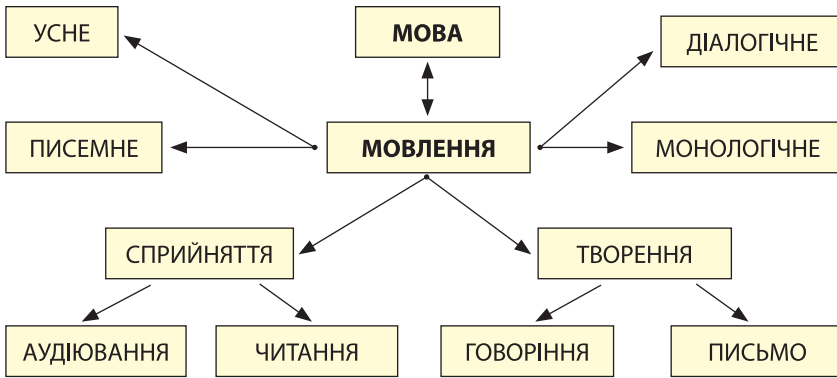 УСНЕ
МОВА
ДІАЛОГІЧНЕ
ПИСЕМНЕ
МОВЛЕННЯ
МОНОЛОГІЧНЕ
СПРИЙНЯТТЯ
ТВОРЕННЯ
АУДІЮВАННЯ
ЧИТАННЯ
ГОВОРІННЯ
ПИСЬМО